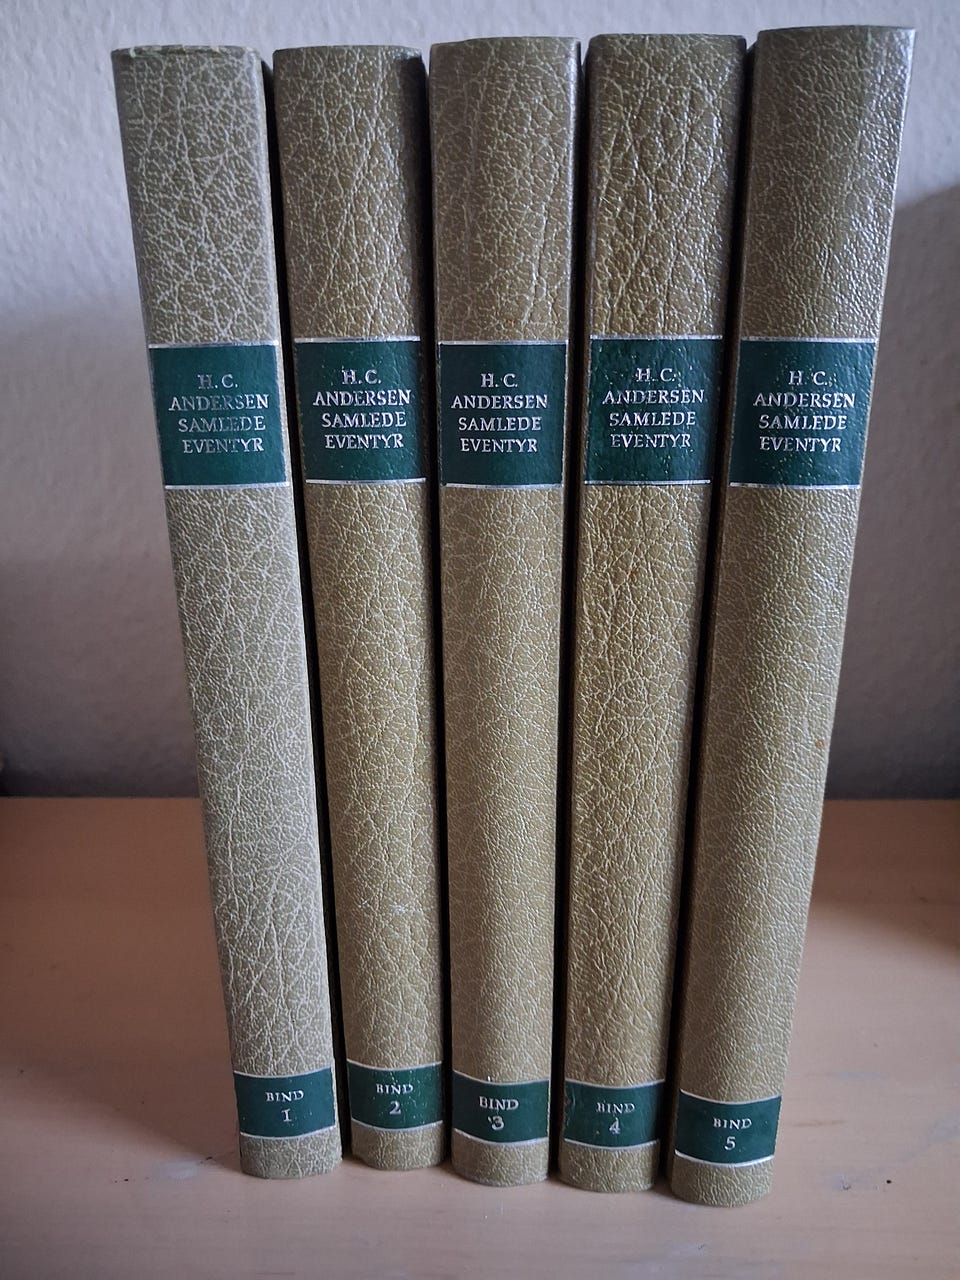 H. C.
ANDERSEN
SAMLEDE
EVENTYR
BIND
1
H. C.
ANDERSEN
SAMLEDE
EVENTYR
BIND
2
H. C.
ANDERSEN
SAMLEDE
EVENTYR
BIND
3
H. C.
ANDERSEN
SAMLEDE
EVENTYR
BIND
4
H. C.
ANDERSEN
SAMLEDE
EVENTYR
BIND
5